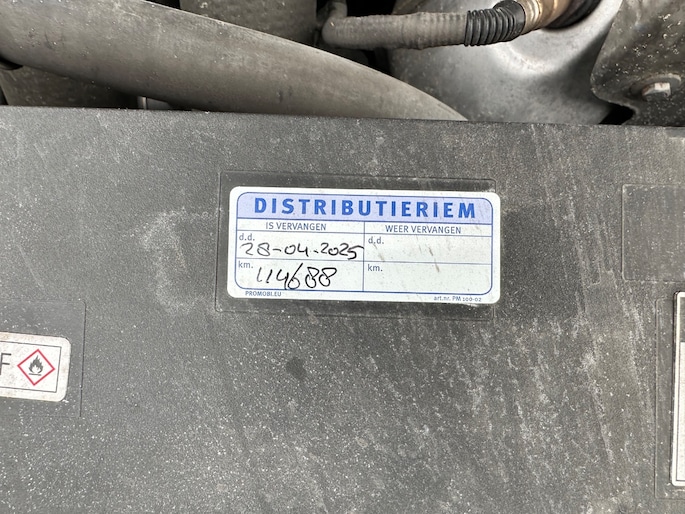 DISTRIBUTIERIEM
IS VERVANGEN WEER VERVANGEN
d.d. 28-04-2025 d.d.
km. 114688 km.
PROMOBI.EU art.nr. PM 100-02
F